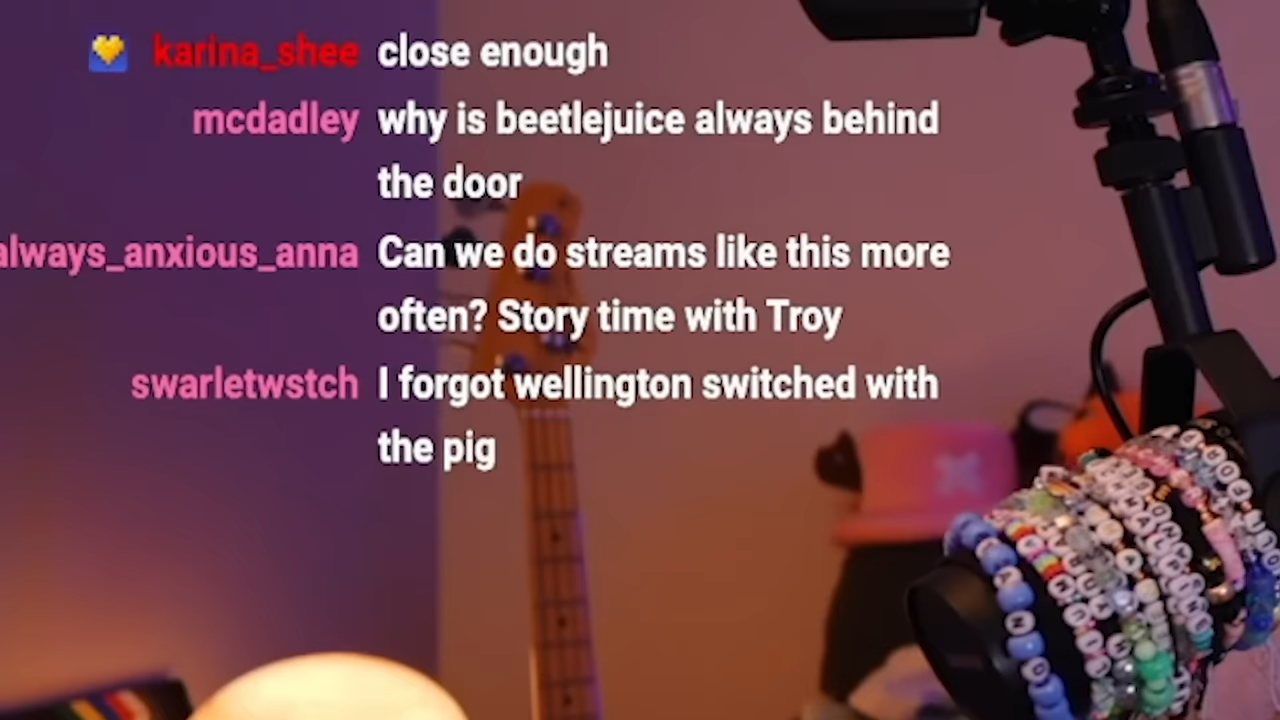 karina_shee close enough
mcdadley why is beetlejuice always behind
the door
always_anxious_anna Can we do streams like this more
often? Story time with Troy
swarletwstch I forgot wellington switched with
the pig